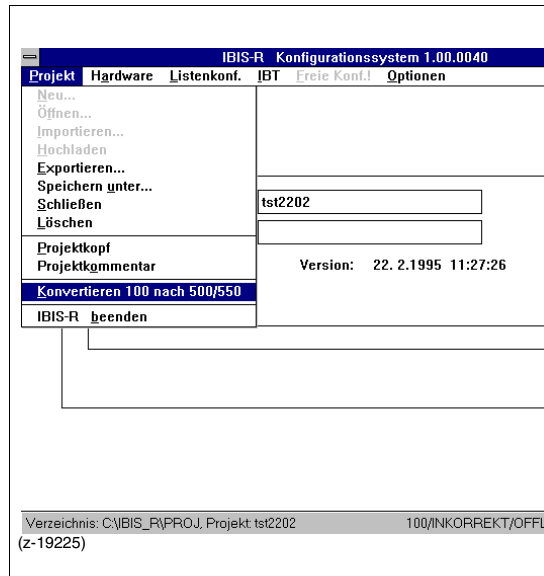 IBIS-R Konfigurationssystem 1.00.0040
Projekt Hardware Listenkonf. IBT Freie Konf.! Optionen
Neu...
Öffnen...
Importieren...
Hochladen
Exportieren...
Speichern unter...
Schließen
Löschen
tst2202
Projektkopf
Projektkommentar
Version: 22. 2.1995 11:27:26
Konvertieren 100 nach 500/550
IBIS-R beenden
Verzeichnis: C:\IBIS_R\PROJ, Projekt: tst2202 100/INKORREKT/OFFL
(z-19225)